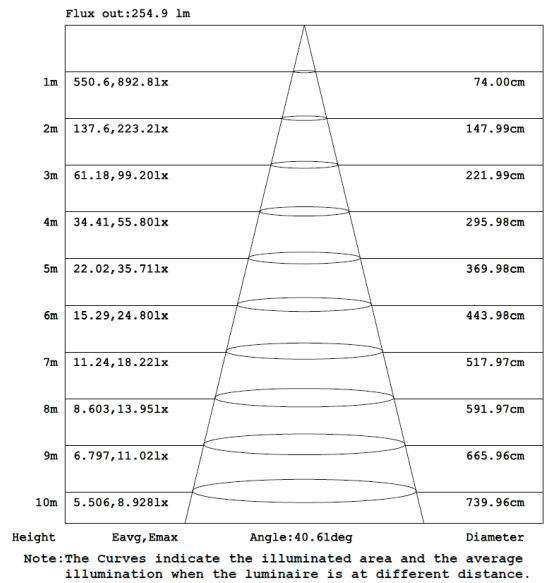 Flux out:254.9 lm
1m 550.6,892.8lx 74.00cm
2m 137.6,223.2lx 147.99cm
3m 61.18,99.20lx 221.99cm
4m 34.41,55.80lx 295.98cm
5m 22.02,35.71lx 369.98cm
6m 15.29,24.80lx 443.98cm
7m 11.24,18.22lx 517.97cm
8m 8.603,13.95lx 591.97cm
9m 6.797,11.02lx 665.96cm
10m 5.506,8.928lx 739.96cm
Height Eavg,Emax Angle:40.61deg Diameter
Note:The Curves indicate the illuminated area and the average
illumination when the luminaire is at different distance.